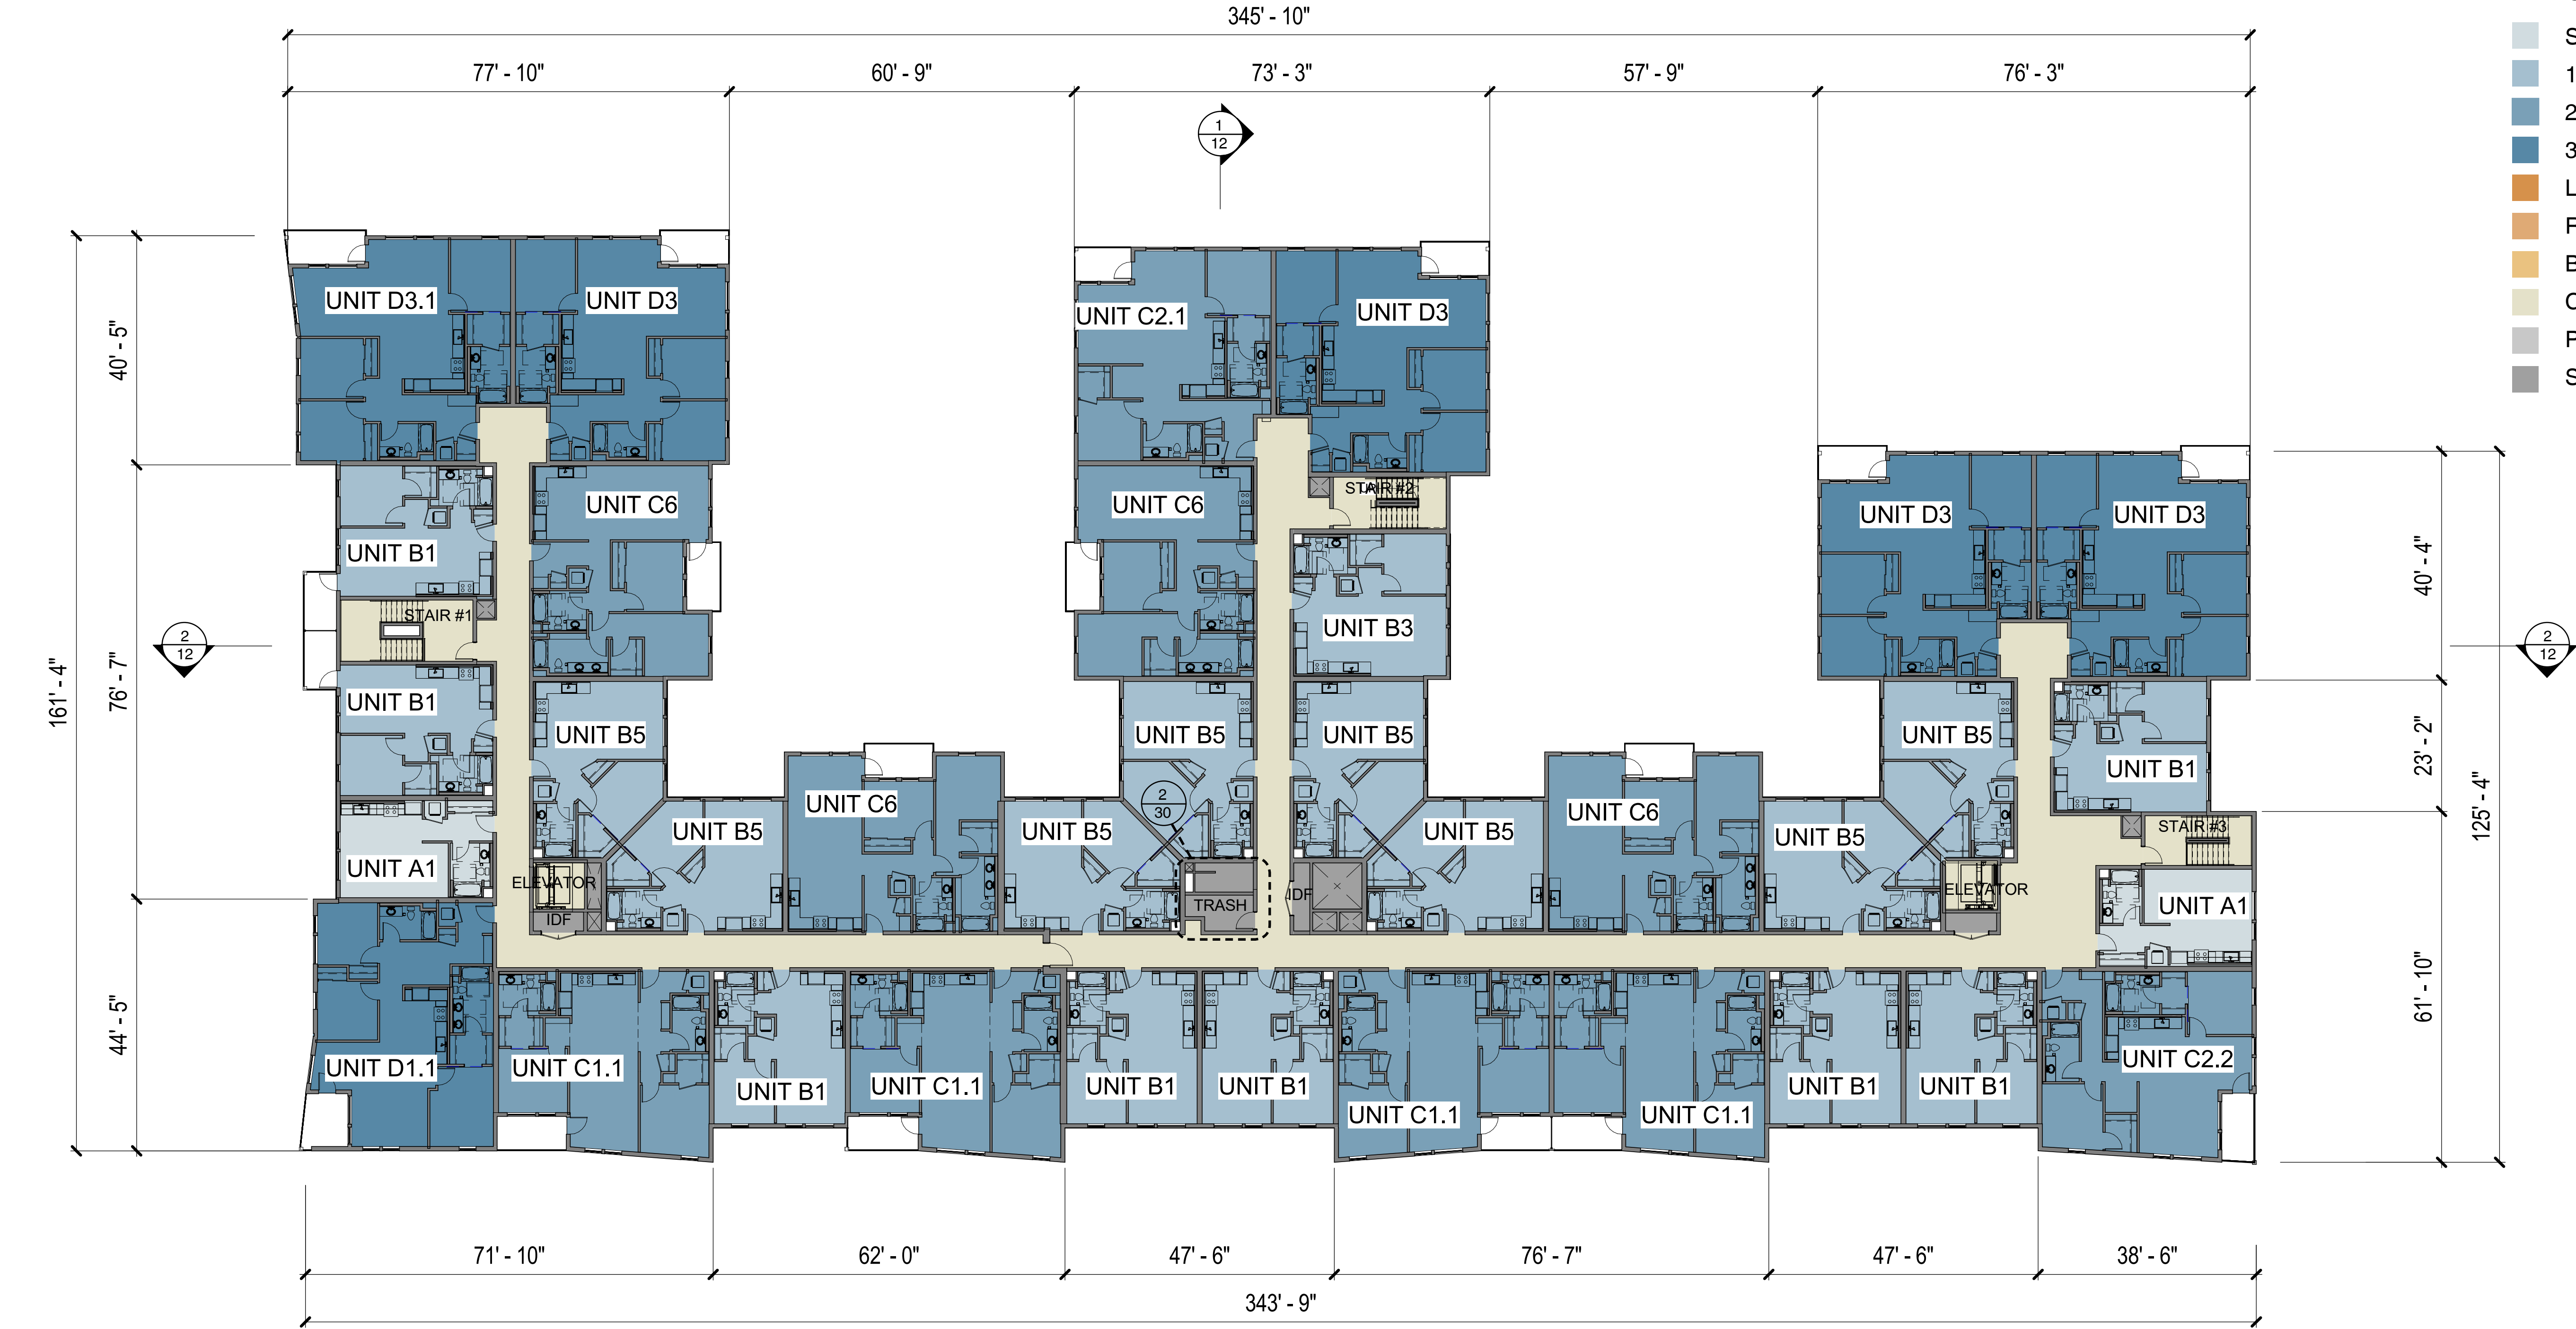 345' - 10"
77' - 10"
60' - 9"
73' - 3"
57' - 9"
76' - 3"
S
1
2
3
L
R
B
C
P
S
1
12
UNIT D3.1
UNIT D3
UNIT C2.1
UNIT D3
40' - 5"
UNIT C6
UNIT C6
STAIR #2
UNIT D3
UNIT D3
UNIT B1
40' - 4"
STAIR #1
UNIT B3
2
12
2
12
161' - 4"
76' - 7"
UNIT B1
UNIT B5
UNIT B5
UNIT B5
UNIT B5
UNIT B1
23' - 2"
125' - 4"
UNIT C6
2
30
UNIT C6
UNIT B5
UNIT B5
UNIT B5
UNIT B5
STAIR #3
UNIT A1
ELEVATOR
IDF
TRASH
IDF
ELEVATOR
UNIT A1
44' - 5"
61' - 10"
UNIT D1.1
UNIT C1.1
UNIT B1
UNIT C1.1
UNIT B1
UNIT B1
UNIT C1.1
UNIT C1.1
UNIT B1
UNIT B1
UNIT C2.2
71' - 10"
62' - 0"
47' - 6"
76' - 7"
47' - 6"
38' - 6"
343' - 9"